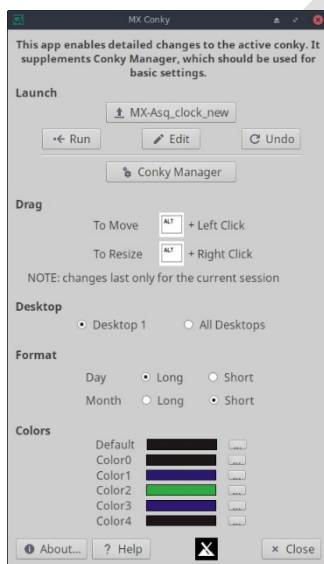 MX Conky
This app enables detailed changes to the active conky. It
supplements Conky Manager, which should be used for
basic settings.
Launch
MX-Asq_clock_new
Run Edit Undo
Conky Manager
Drag
To Move ALT + Left Click
To Resize ALT + Right Click
NOTE: changes last only for the current session
Desktop
Desktop 1 All Desktops
Format
Day Long Short
Month Long Short
Colors
Default ...
Color0 ...
Color1 ...
Color2 ...
Color3 ...
Color4 ...
About... ? Help X × Close